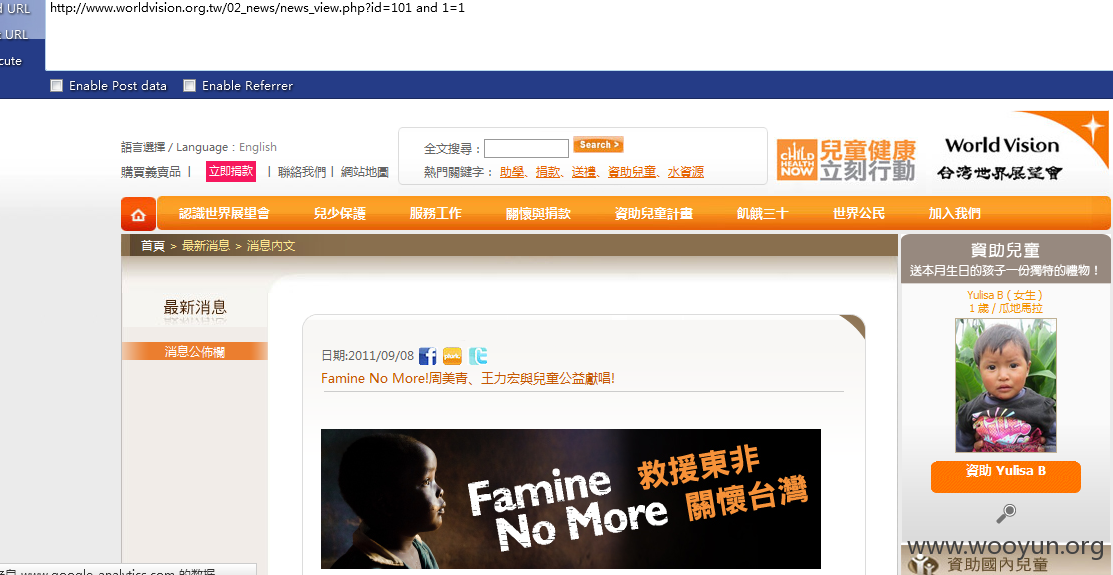 d URL
http://www.worldvision.org.tw/02_news/news_view.php?id=101 and 1=1
t URL
cute
Enable Post data Enable Referrer
語言選擇 / Language : English
購買義賣品 | 立即捐款 | 聯絡我們 | 網站地圖
全文搜尋： Search >
熱門關鍵字： 助學、捐款、送禮、資助兒童、水資源
CHILD HEALTH NOW 兒童健康 立刻行動
World Vision
台灣世界展望會
認識世界展望會 兒少保護 服務工作 關懷與捐款 資助兒童計畫 飢餓三十 世界公民 加入我們
首頁 > 最新消息 > 消息內文
最新消息
消息公佈欄
日期:2011/09/08
plurk
Famine No More!周美青、王力宏與兒童公益獻唱!
Famine No More
救援東非
關懷台灣
資助兒童
送本月生日的孩子一份獨特的禮物！
Yulisa B ( 女生 )
1 歲 / 瓜地馬拉
資助 Yulisa B
www.wooyun.org
資助國內兒童
www.google-analytics.com 的数据